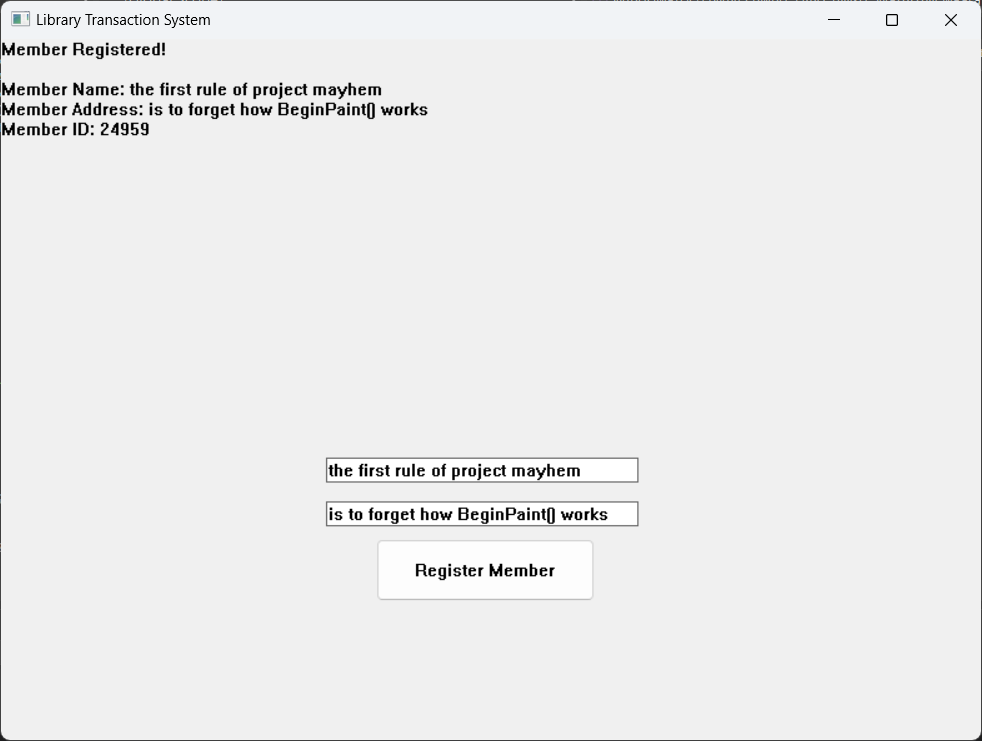 Library Transaction System
Member Registered!
Member Name: the first rule of project mayhem
Member Address: is to forget how BeginPaint() works
Member ID: 24959
the first rule of project mayhem
is to forget how BeginPaint() works
Register Member